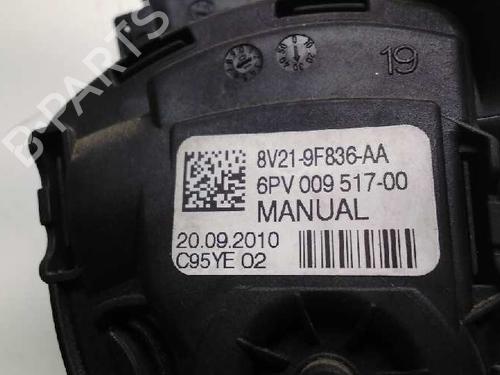 B-PARTS
19
8V21-9F836-AA
6PV 009 517-00
MANUAL
20.09.2010
C95YE 02